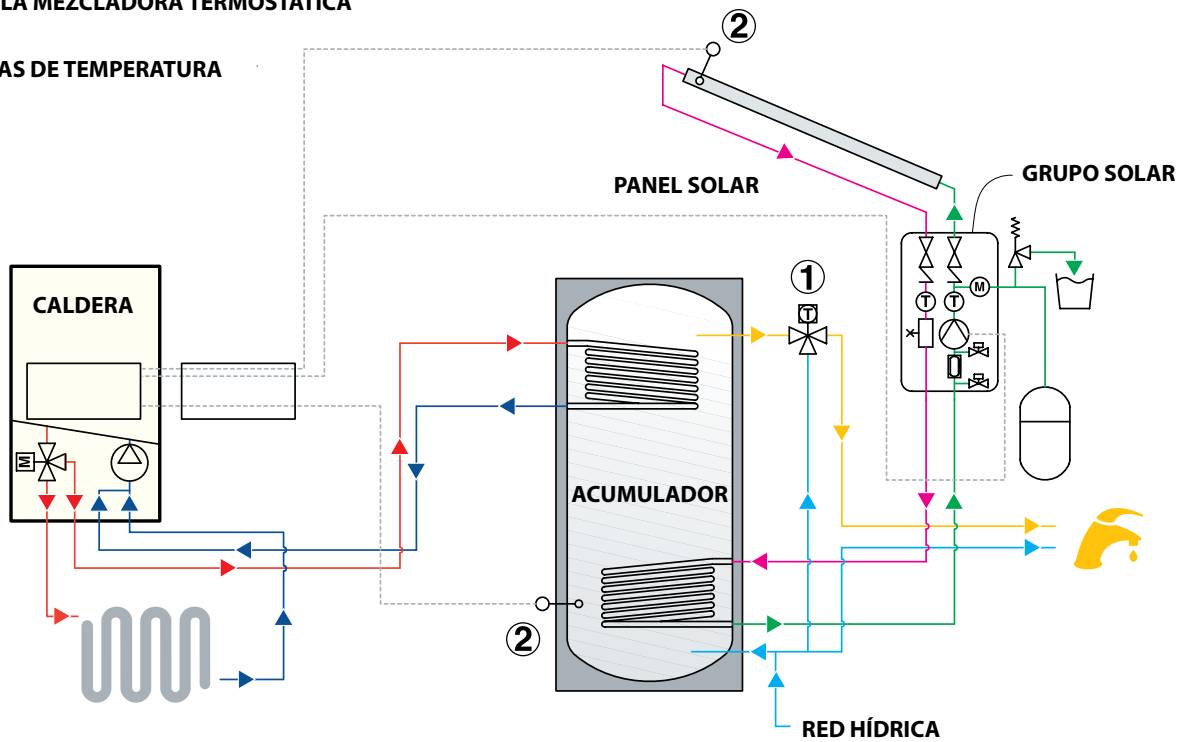 LA MEZCLADORA TERMOSTÁTICA
AS DE TEMPERATURA
②
PANEL SOLAR
GRUPO SOLAR
CALDERA
①
M
T
T
T
M
ACUMULADOR
②
RED HÍDRICA